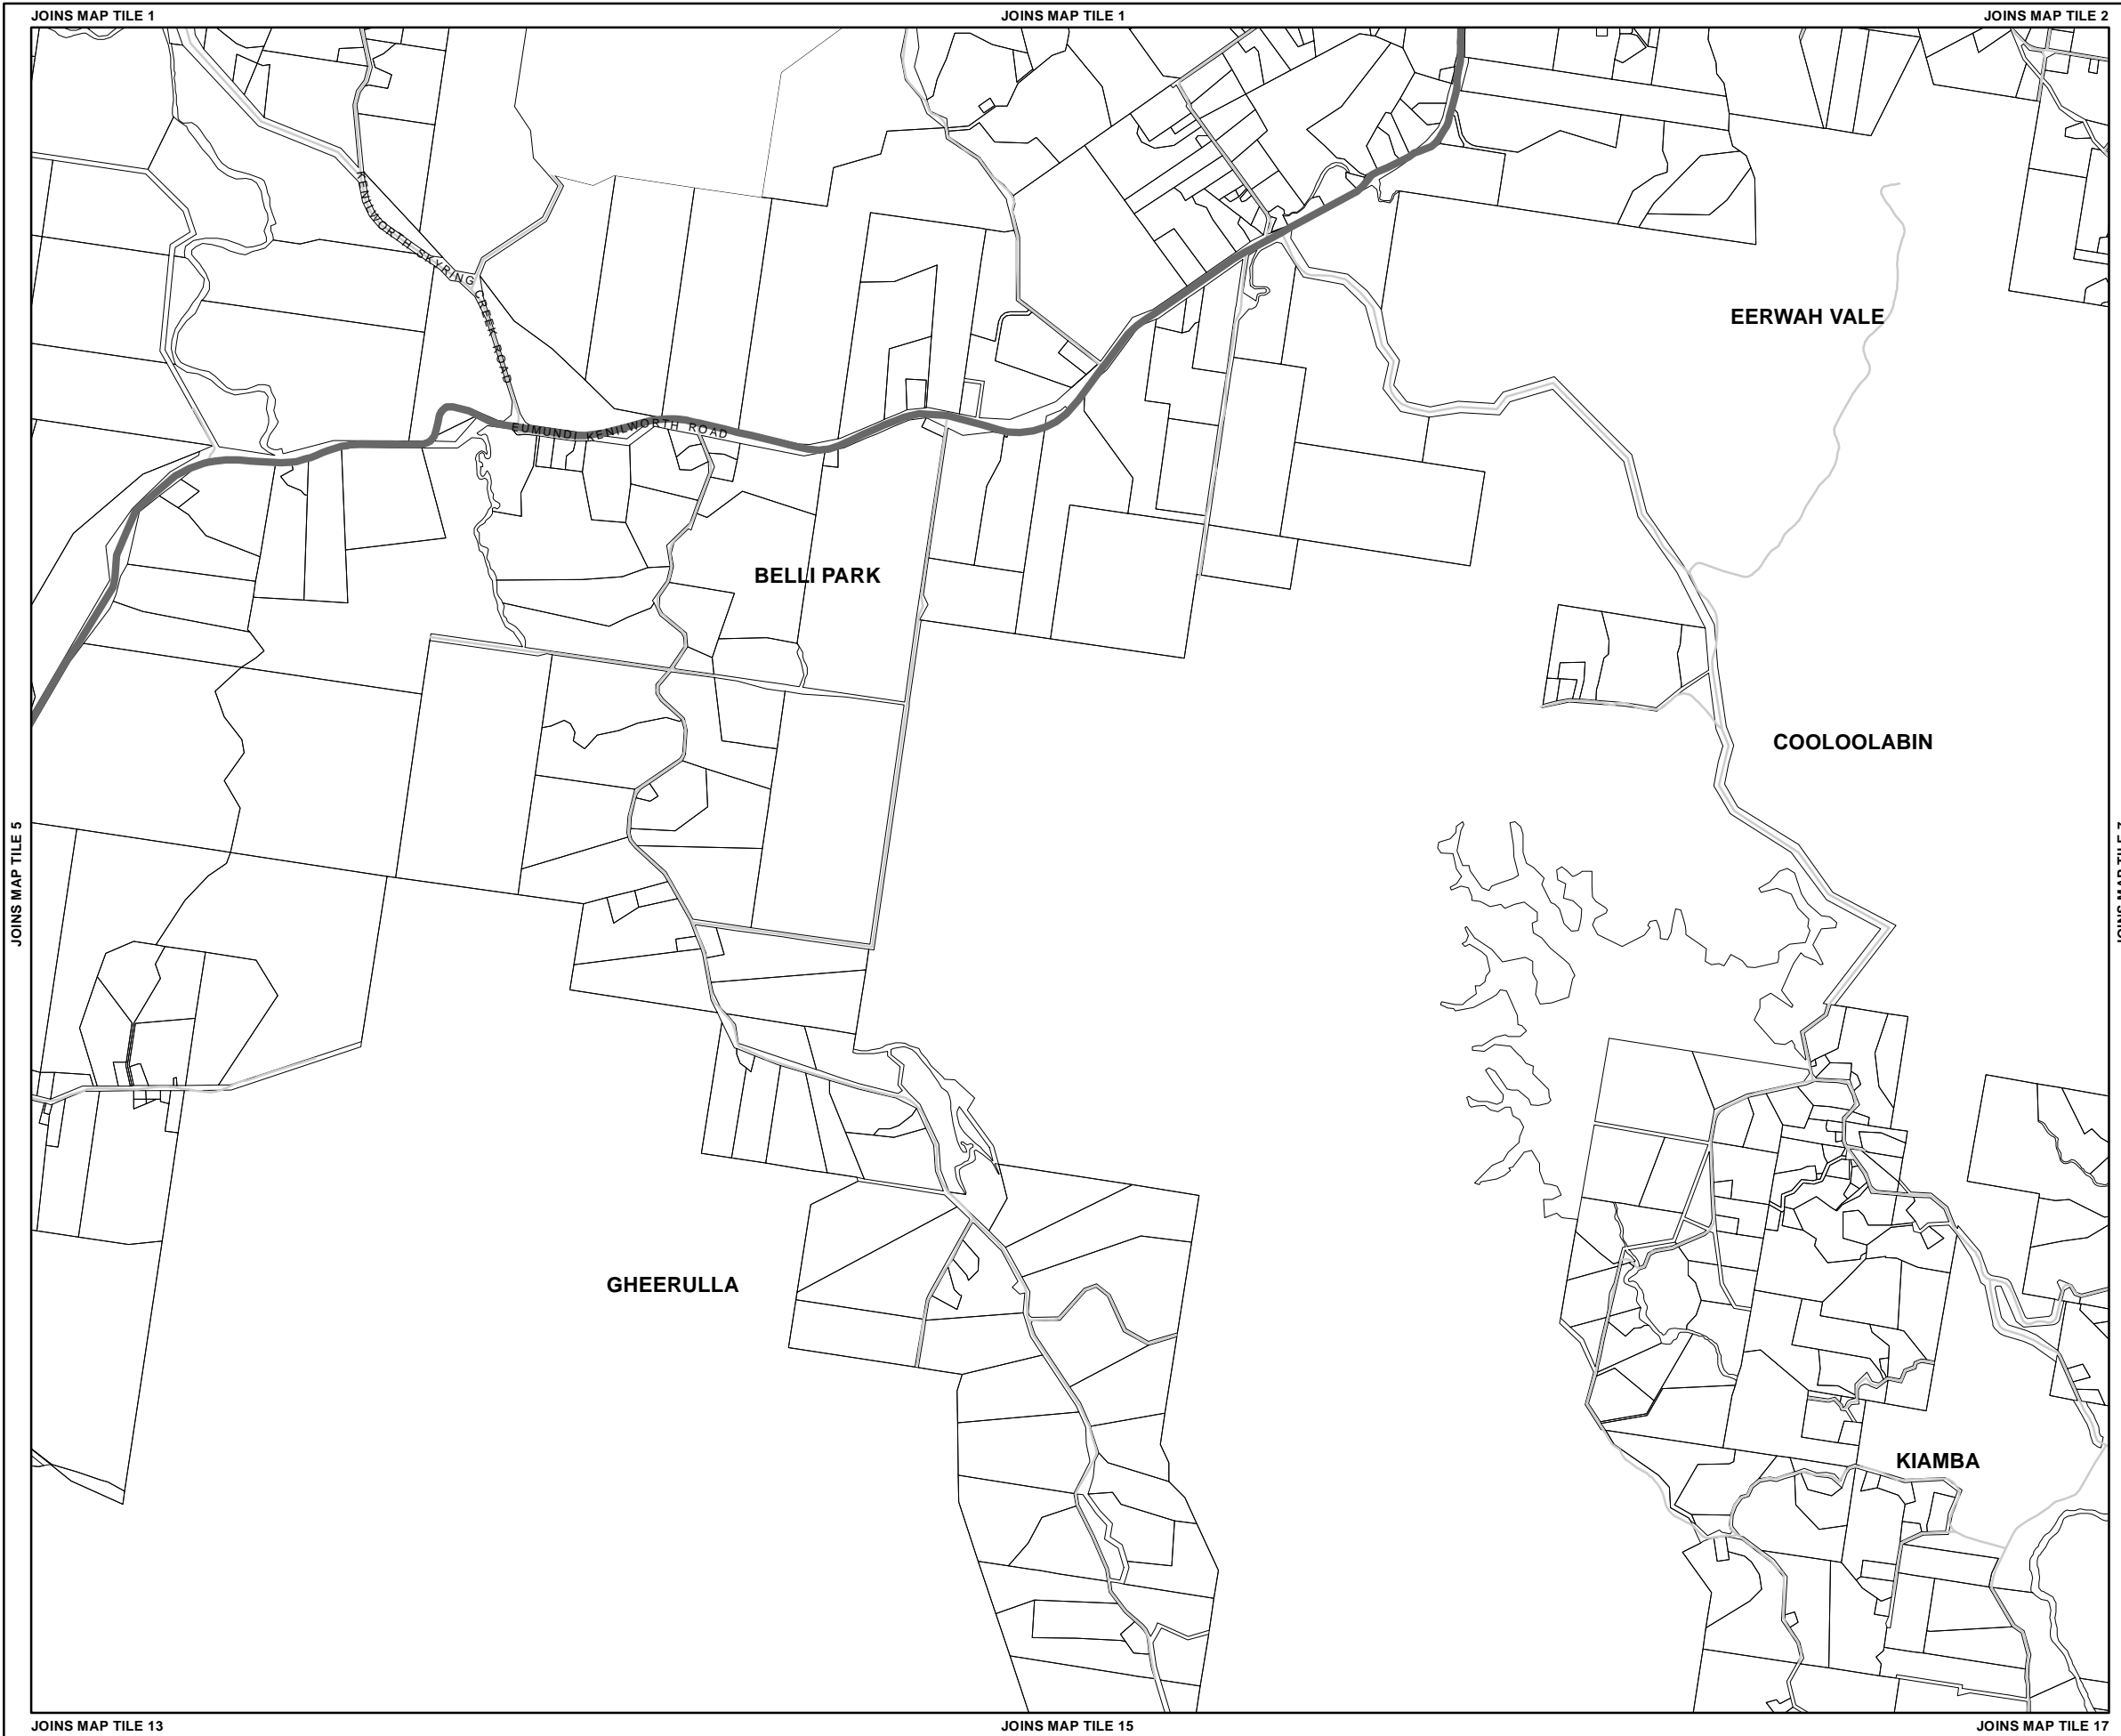 JOINS MAP TILE 1
JOINS MAP TILE 1
JOINS MAP TILE 2
KENILWORTH SKYRING CREEK ROAD
EERWAH VALE
EUMUNDI KENILWORTH ROAD
BELLI PARK
COOLOOLABIN
JOINS MAP TILE 5
GHEERULLA
KIAMBA
JOINS MAP TILE 13
JOINS MAP TILE 15
JOINS MAP TILE 17